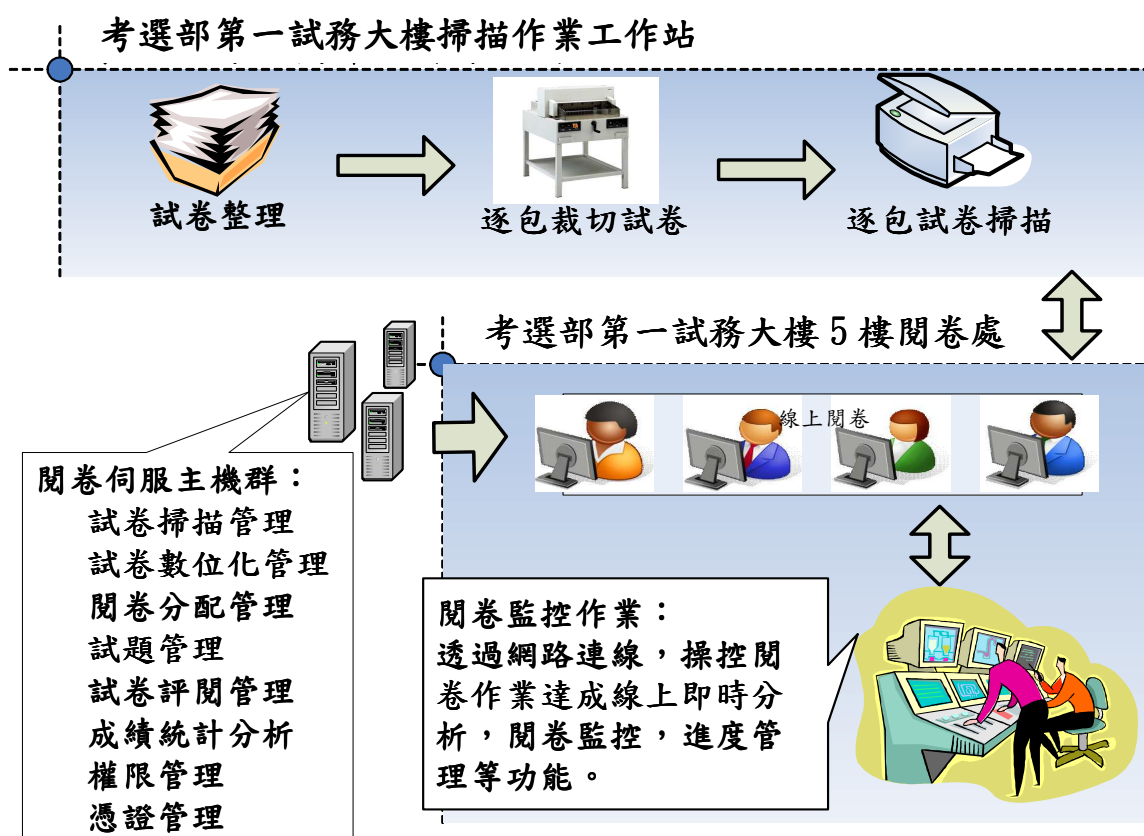 考選部第一試務大樓掃描作業工作站
試卷整理
逐包裁切試卷
逐包試卷掃描
考選部第一試務大樓5樓閱卷處
線上閱卷
閱卷伺服主機群：
試卷掃描管理
試卷數位化管理
閱卷分配管理
試題管理
試卷評閱管理
成績統計分析
權限管理
憑證管理
閱卷監控作業：
透過網路連線，操控閱
卷作業達成線上即時分
析，閱卷監控，進度管
理等功能。